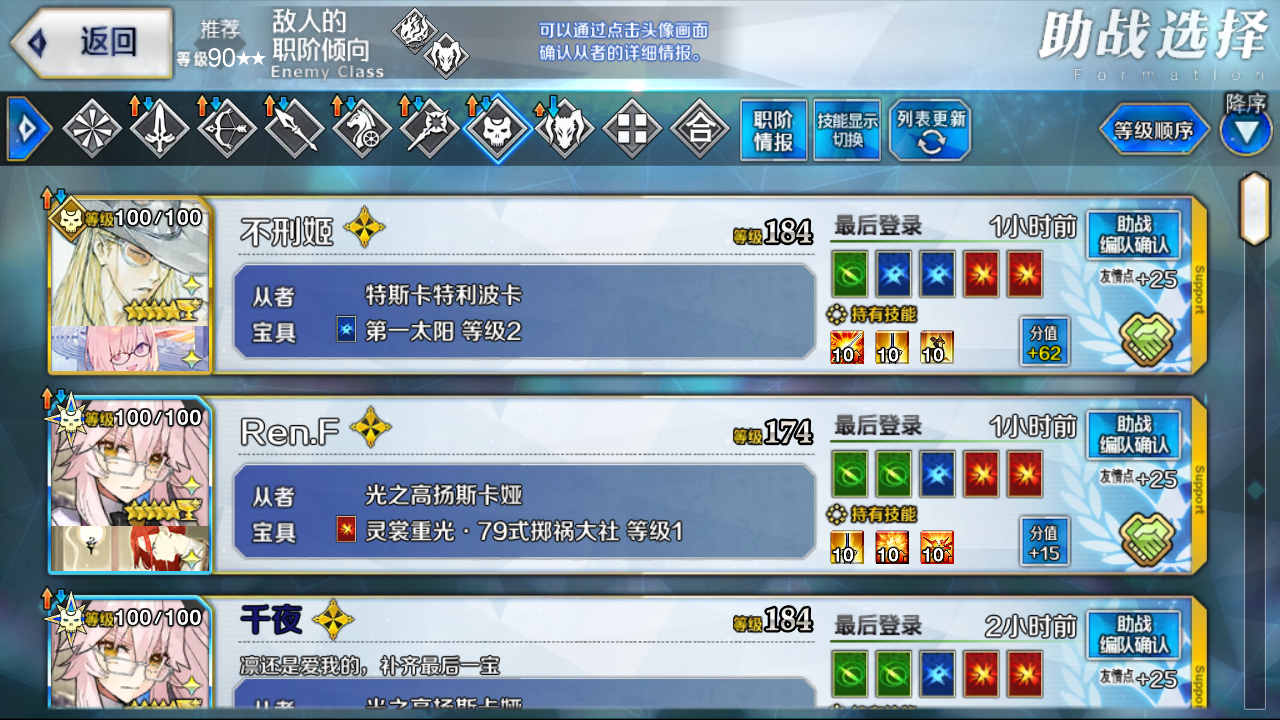 返回
推荐
等级90★★
敌人的
职阶倾向
Enemy Class
可以通过点击头像画面
确认从者的详细情报。
助战选择
Formation
合
职阶
情报
技能显示
切换
列表更新
等级顺序
降序
等级100/100
不刑姬
等级184
最后登录
1小时前
助战
编队确认
友情点+25
Support
从者
特斯卡特利波卡
宝具
第一太阳 等级2
持有技能
10
10
10
分值
+62
等级100/100
Ren.F
等级174
最后登录
1小时前
助战
编队确认
友情点+25
Support
从者
光之高扬斯卡娅
宝具
灵裳重光·79式掷祸大社 等级1
持有技能
10
10
10
分值
+15
等级100/100
千夜
等级184
最后登录
2小时前
助战
编队确认
友情点+25
凛还是爱我的，补齐最后一宝
从者
光之高扬斯卡娅